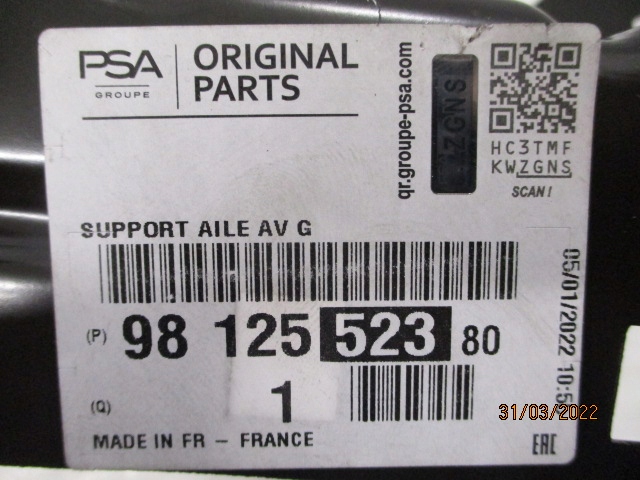 PSA
GROUPE
ORIGINAL
PARTS
qr.groupe-psa.com
ZGNS
HC3TMF
KWZGNS
SCAN!
SUPPORT AILE AV G
05/01/2022 10:5
(P) 98 125 523 80
(Q) 1
31/03/2022
MADE IN FR - FRANCE
EAC